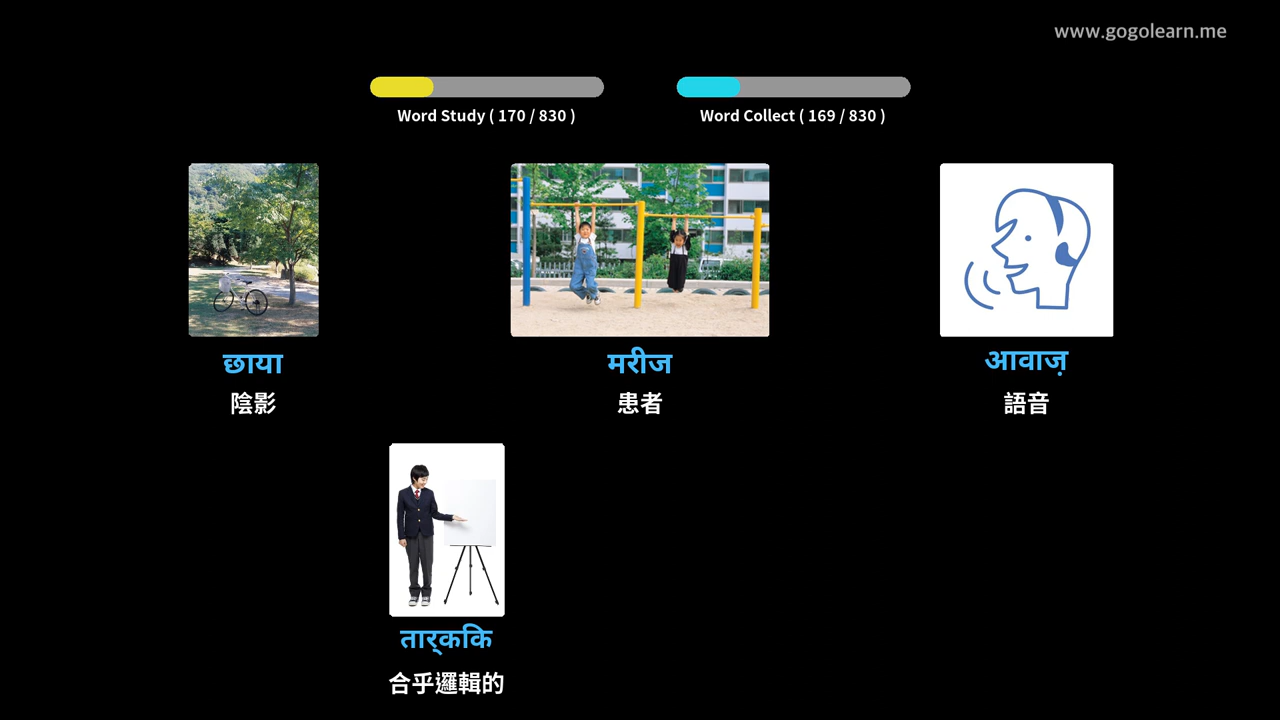 www.gogolearn.me
Word Study ( 170 / 830 )
Word Collect ( 169 / 830 )
छाया
मरीज
आवाज़
陰影
患者
語音
तार्ककि
合乎邏輯的